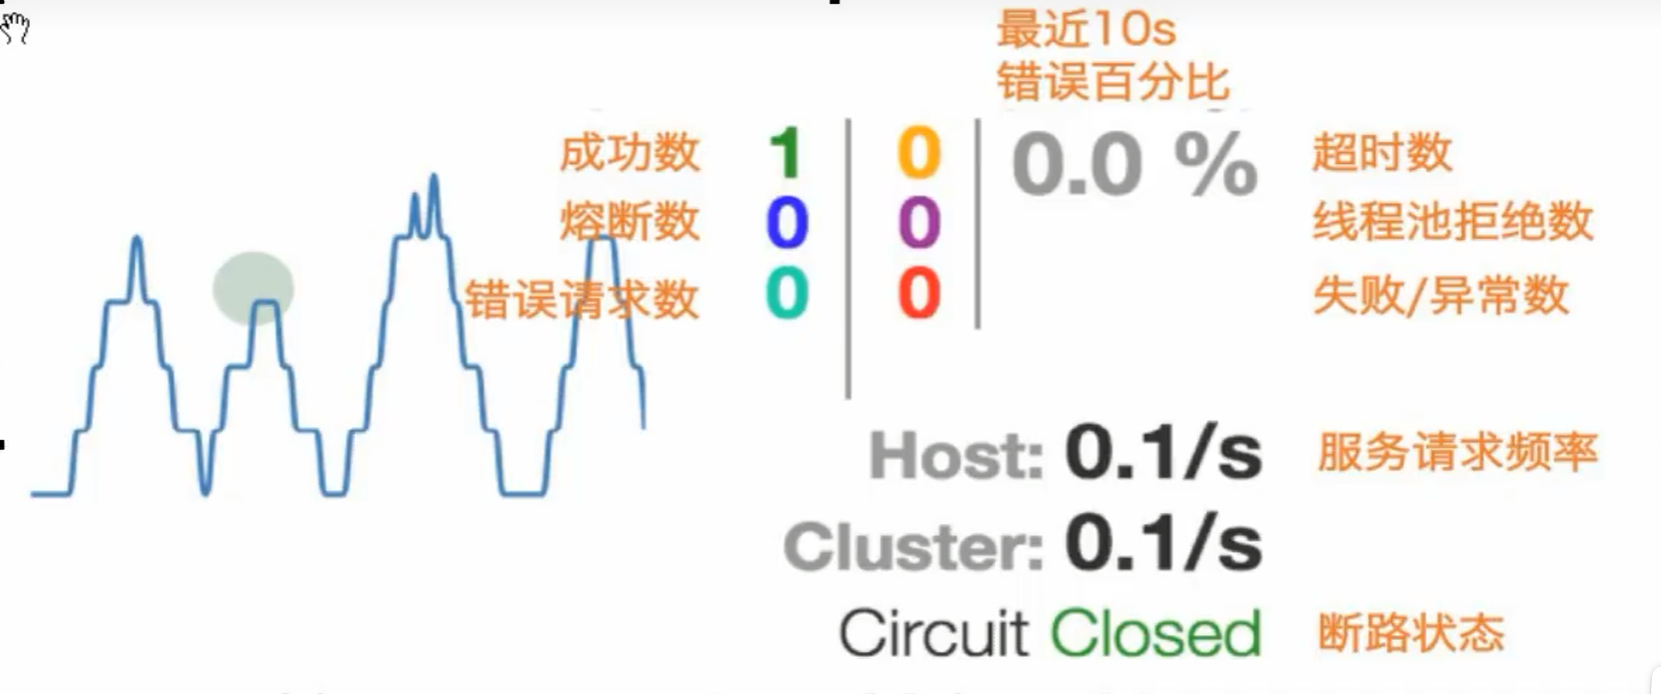 最近10s
错误百分比
成功数 1 0 0.0 % 超时数
熔断数 0 0 线程池拒绝数
错误请求数 0 0 失败/异常数
Host: 0.1/s 服务请求频率
Cluster: 0.1/s
Circuit Closed 断路状态